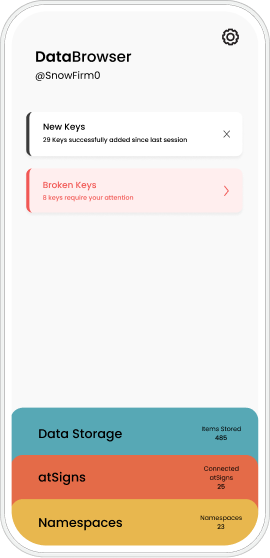 DataBrowser
@SnowFirm0
New Keys
29 Keys successfully added since last session
Broken Keys
8 keys require your attention
Data Storage
Items Stored
485
atSigns
Connected
atSigns
25
Namespaces
Namespaces
23